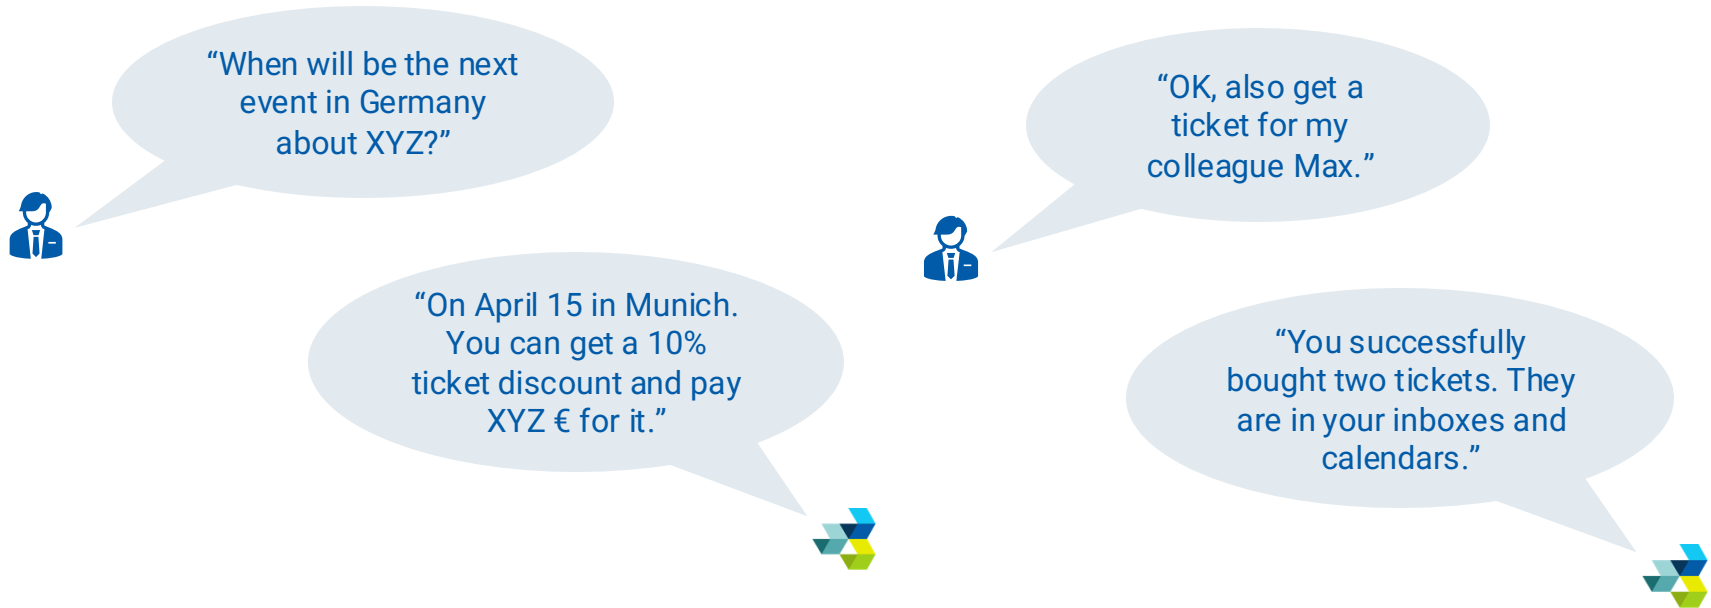 “When will be the next
event in Germany
about XYZ?”
“On April 15 in Munich.
You can get a 10%
ticket discount and pay
XYZ € for it.”
“OK, also get a
ticket for my
colleague Max.”
“You successfully
bought two tickets. They
are in your inboxes and
calendars.”